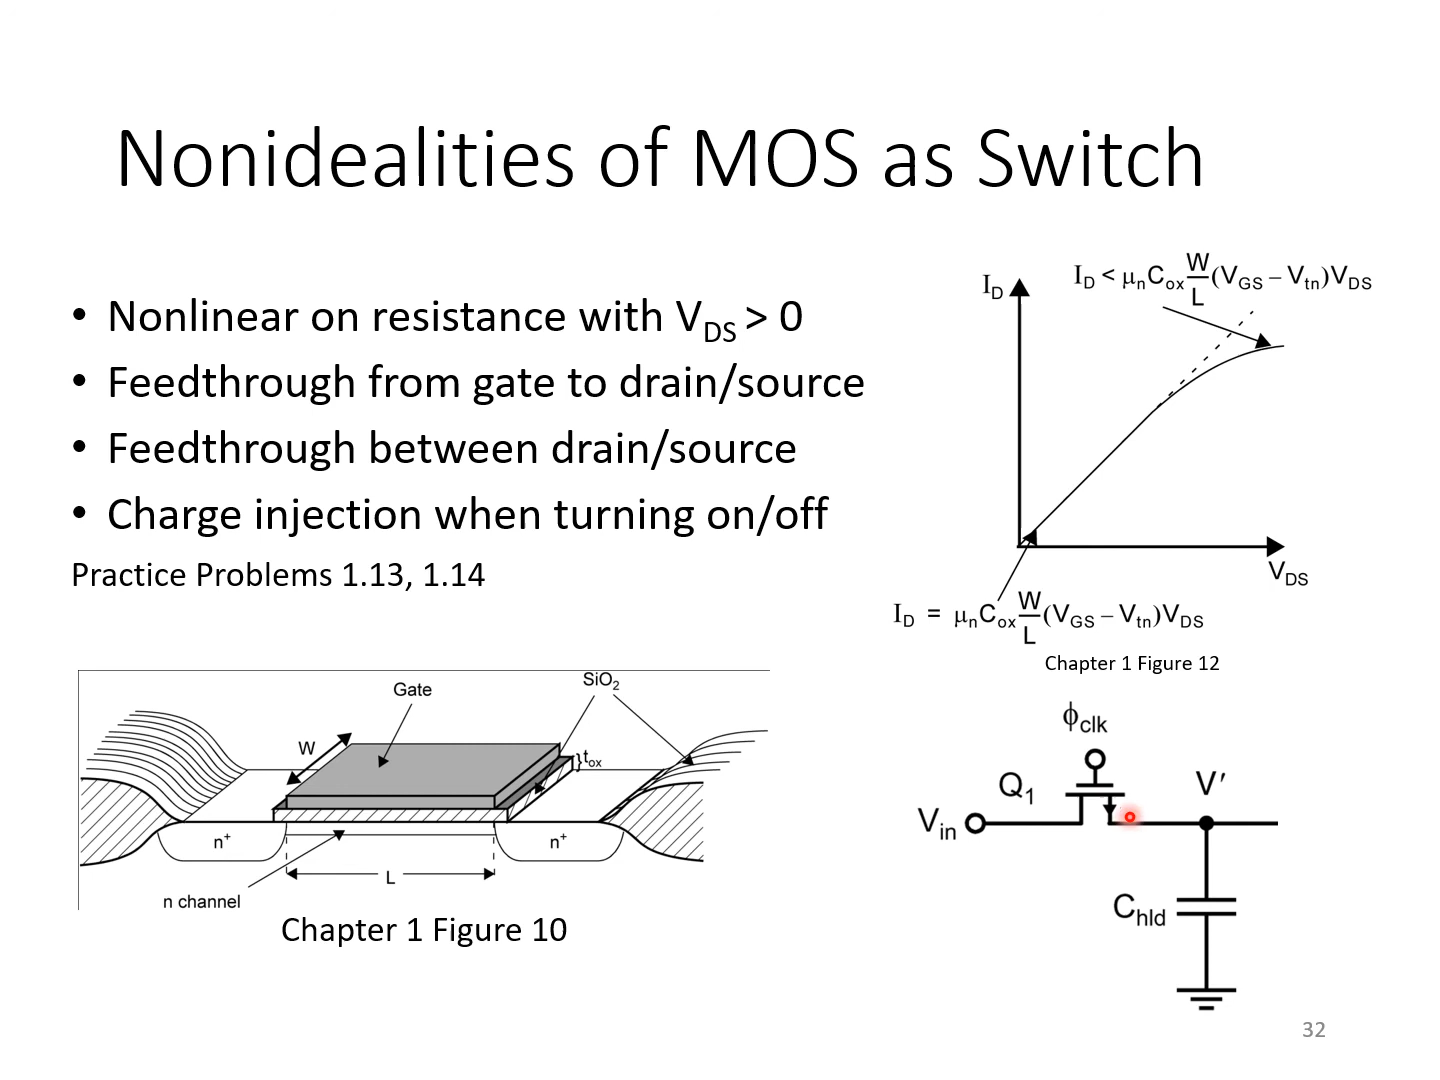 Nonidealities of MOS as Switch
• Nonlinear on resistance with V_DS > 0
• Feedthrough from gate to drain/source
• Feedthrough between drain/source
• Charge injection when turning on/off
Practice Problems 1.13, 1.14
I_D
I_D < μ_nC_ox W/L (V_GS – V_tn)V_DS
V_DS
I_D = μ_nC_ox W/L (V_GS – V_tn)V_DS
Chapter 1 Figure 12
Gate
SiO₂
W
}t_ox
n⁺
n⁺
L
n channel
Chapter 1 Figure 10
ϕ_clk
Q₁
V′
V_in
C_hld
32